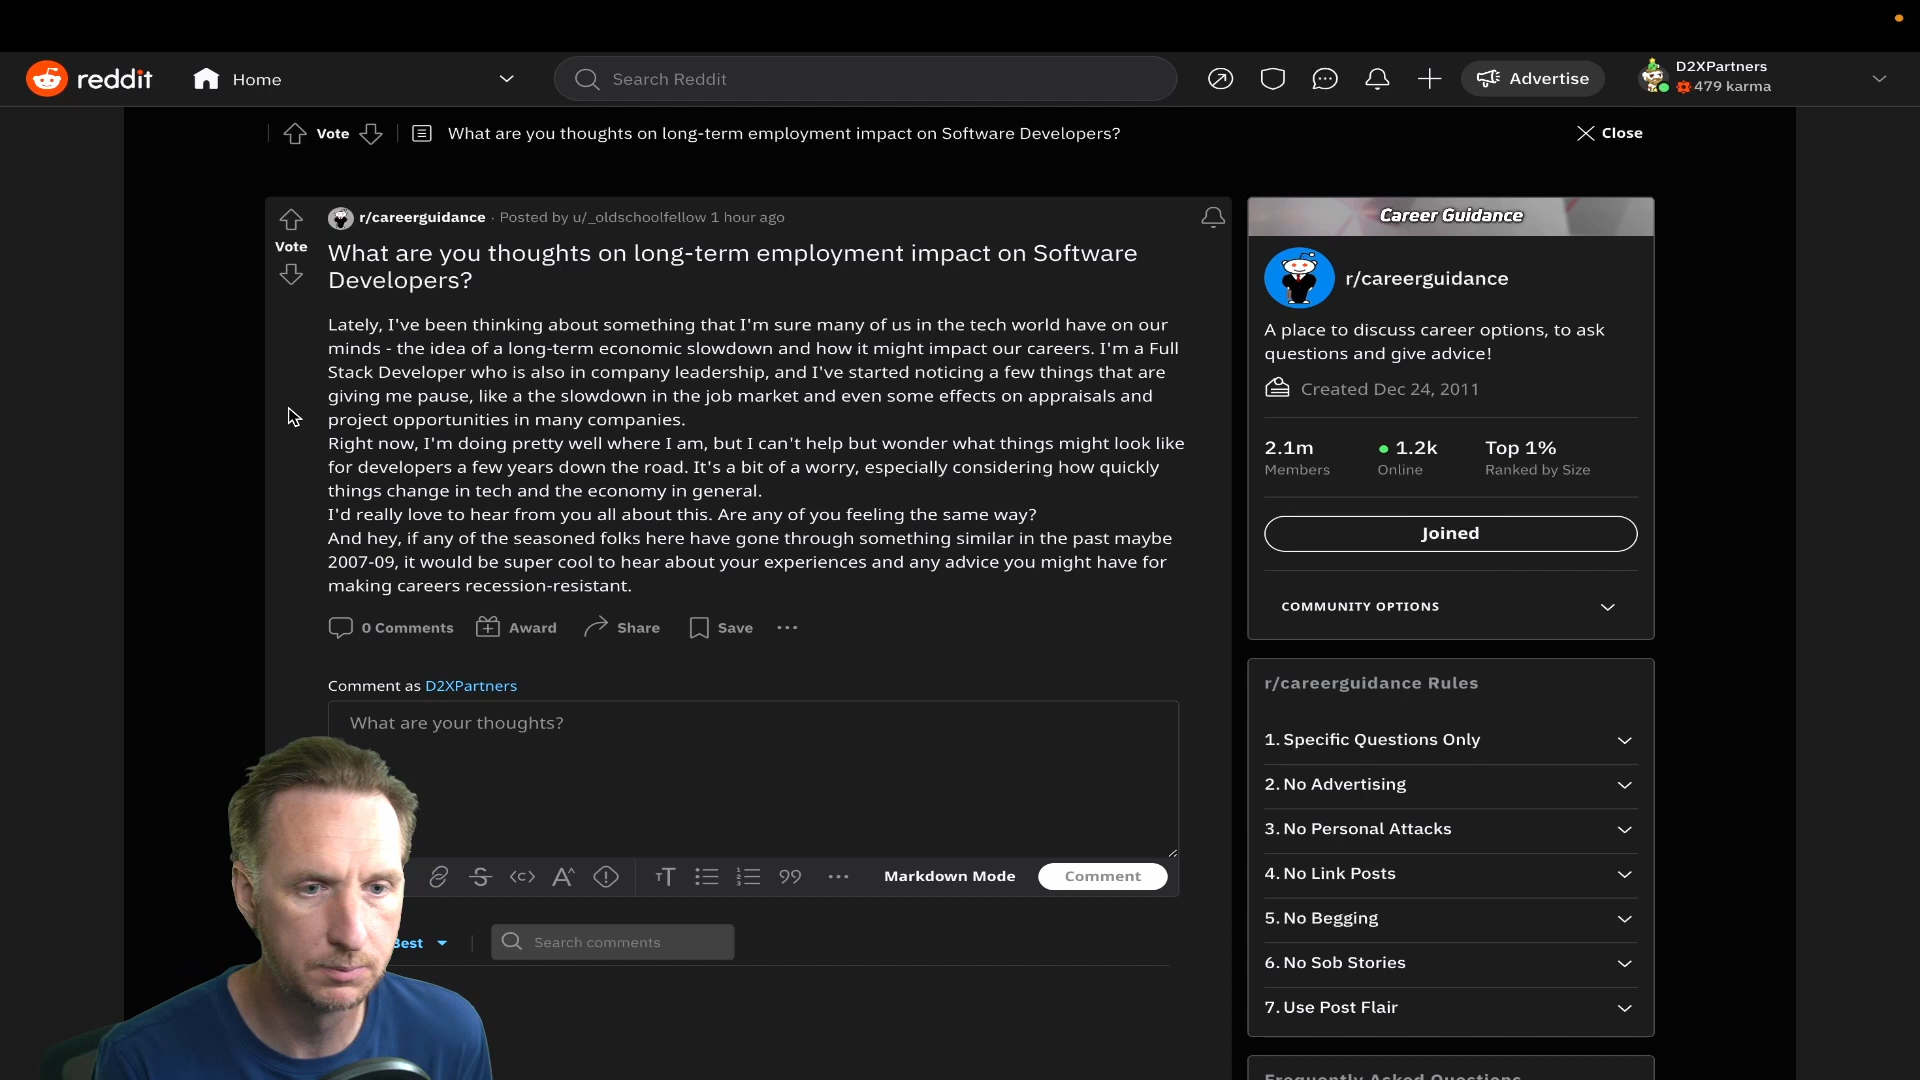 reddit
Home
Search Reddit
Advertise
D2XPartners
479 karma
Vote
What are you thoughts on long-term employment impact on Software Developers?
Close
r/careerguidance · Posted by u/_oldschoolfellow 1 hour ago
Vote
What are you thoughts on long-term employment impact on Software
Developers?
Lately, I've been thinking about something that I'm sure many of us in the tech world have on our
minds - the idea of a long-term economic slowdown and how it might impact our careers. I'm a Full
Stack Developer who is also in company leadership, and I've started noticing a few things that are
giving me pause, like a the slowdown in the job market and even some effects on appraisals and
project opportunities in many companies.
Right now, I'm doing pretty well where I am, but I can't help but wonder what things might look like
for developers a few years down the road. It's a bit of a worry, especially considering how quickly
things change in tech and the economy in general.
I'd really love to hear from you all about this. Are any of you feeling the same way?
And hey, if any of the seasoned folks here have gone through something similar in the past maybe
2007-09, it would be super cool to hear about your experiences and any advice you might have for
making careers recession-resistant.
0 Comments
Award
Share
Save
Comment as D2XPartners
What are your thoughts?
Markdown Mode
Comment
Best
Search comments
Career Guidance
r/careerguidance
A place to discuss career options, to ask
questions and give advice!
Created Dec 24, 2011
2.1m
Members
1.2k
Online
Top 1%
Ranked by Size
Joined
COMMUNITY OPTIONS
r/careerguidance Rules
1. Specific Questions Only
2. No Advertising
3. No Personal Attacks
4. No Link Posts
5. No Begging
6. No Sob Stories
7. Use Post Flair
Frequently Asked Questions